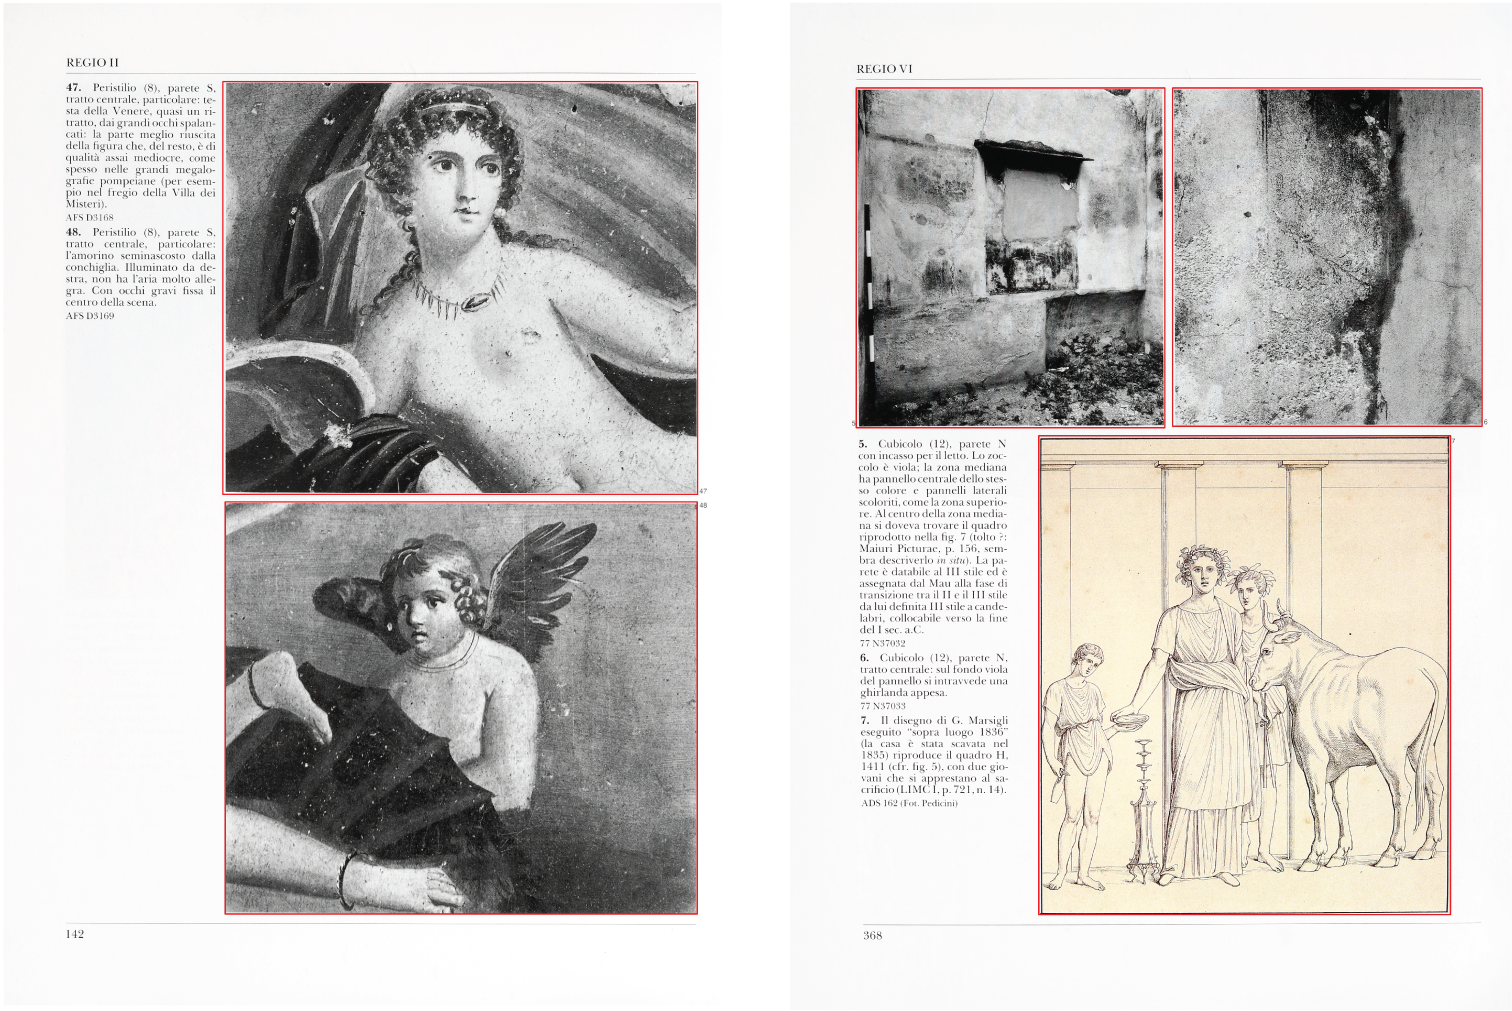 REGIO II
47. Peristilio (8), parete S,
tratto centrale, particolare: te-
sta della Venere, quasi un ri-
tratto, dai grandi occhi spalan-
cati: la parte meglio riuscita
della figura che, del resto, è di
qualità assai mediocre, come
spesso nelle grandi megalo-
grafie pompeiane (per esem-
pio nel fregio della Villa dei
Misteri).
AFS D3168
48. Peristilio (8), parete S,
tratto centrale, particolare:
l'amorino seminascosto dalla
conchiglia. Illuminato da de-
stra, non ha l'aria molto alle-
gra. Con occhi gravi fissa il
centro della scena.
AFS D3169
47
48
142
REGIO VI
5
6
5. Cubicolo (12), parete N
con incasso per il letto. Lo zoc-
colo è viola; la zona mediana
ha pannello centrale dello stes-
so colore e pannelli laterali
scoloriti, come la zona superio-
re. Al centro della zona media-
na si doveva trovare il quadro
riprodotto nella fig. 7 (tolto ?:
Maiuri Picturae, p. 156, sem-
bra descriverlo in situ). La pa-
rete è databile al III stile ed è
assegnata dal Mau alla fase di
transizione tra il II e il III stile
da lui definita III stile a cande-
labri, collocabile verso la fine
del I sec. a.C.
77 N37032
6. Cubicolo (12), parete N,
tratto centrale: sul fondo viola
del pannello si intravvede una
ghirlanda appesa.
77 N37033
7. Il disegno di G. Marsigli
eseguito "sopra luogo 1836"
(la casa è stata scavata nel
1835) riproduce il quadro H,
1411 (cfr. fig. 5), con due gio-
vani che si apprestano al sa-
crificio (LIMC I, p. 721, n. 14).
ADS 162 (Fot. Pedicini)
7
368